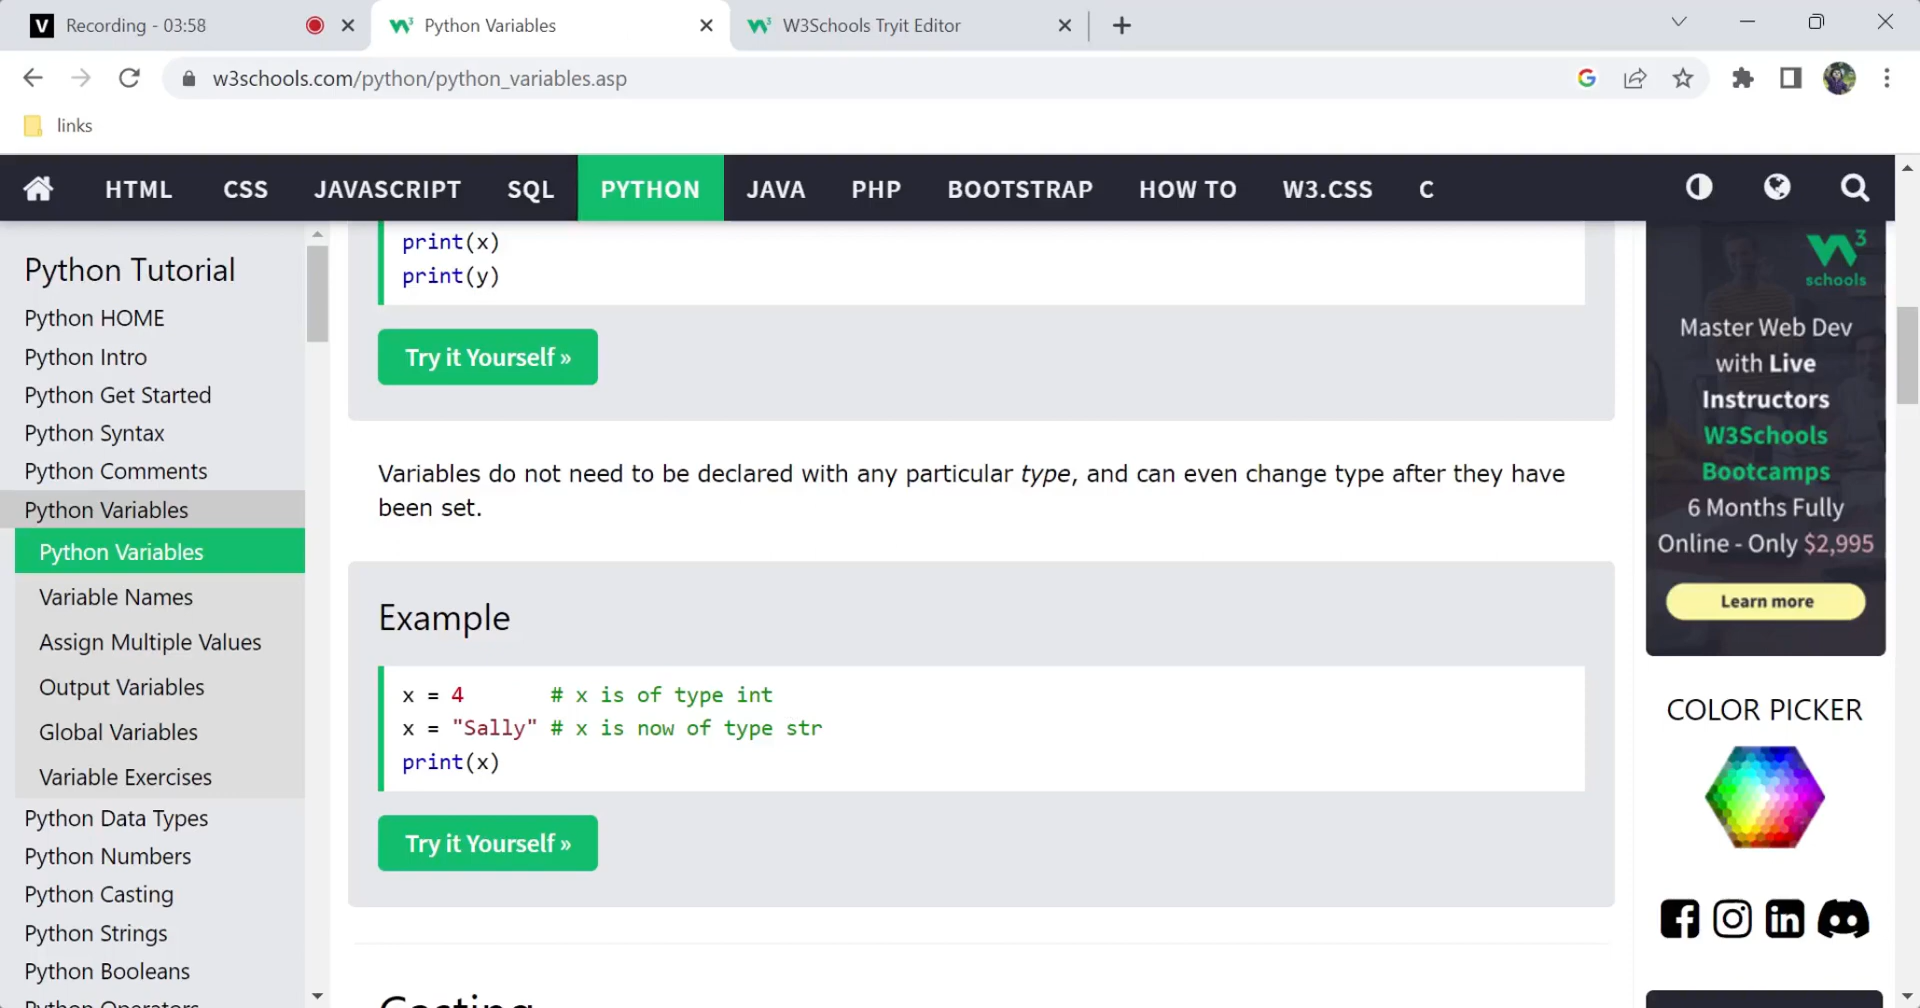 V Recording - 03:58
Python Variables
W3Schools Tryit Editor
w3schools.com/python/python_variables.asp
links
HTML CSS JAVASCRIPT SQL PYTHON JAVA PHP BOOTSTRAP HOW TO W3.CSS C
Python Tutorial
Python HOME
Python Intro
Python Get Started
Python Syntax
Python Comments
Python Variables
Python Variables
Variable Names
Assign Multiple Values
Output Variables
Global Variables
Variable Exercises
Python Data Types
Python Numbers
Python Casting
Python Strings
Python Booleans
Python Operators
print(x)
print(y)
Try it Yourself »
Variables do not need to be declared with any particular type, and can even change type after they have
been set.
Example
x = 4       # x is of type int
x = "Sally" # x is now of type str
print(x)
Try it Yourself »
Casting
W3
schools
Master Web Dev
with Live
Instructors
W3Schools
Bootcamps
6 Months Fully
Online - Only $2,995
Learn more
COLOR PICKER